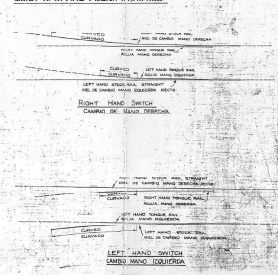 CURVED
CURVADO
RIGHT HAND STOCK RAIL
RIEL DE CAMBIO MANO DERECHA
RIGHT HAND TONGUE RAIL
AGUJA MANO DERECHA
CURVED
CURVADO
LEFT HAND TONGUE RAIL
AGUJA MANO IZQUIERDA
LEFT HAND STOCK RAIL STRAIGHT
RIEL DE CAMBIO MANO IZQUIERDA RECTO
RIGHT HAND SWITCH
CAMBIO DE MANO DERECHA
RIGHT HAND STOCK RAIL STRAIGHT
RIEL DE CAMBIO MANO DERECHA RECTO
CURVED
CURVADO
RIGHT HAND TONGUE RAIL
AGUJA MANO DERECHA
LEFT HAND TONGUE RAIL
AGUJA MANO IZQUIERDA
CURVED
CURVADO
LEFT HAND STOCK RAIL
RIEL DE CAMBIO MANO IZQUIERDA
LEFT HAND SWITCH
CAMBIO MANO IZQUIERDA